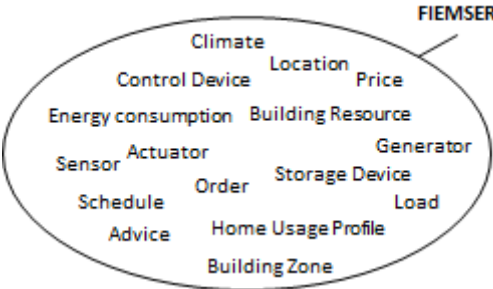 FIEMSER
Climate
Location
Control Device
Price
Energy consumption
Building Resource
Generator
Actuator
Sensor
Storage Device
Order
Schedule
Load
Home Usage Profile
Advice
Building Zone